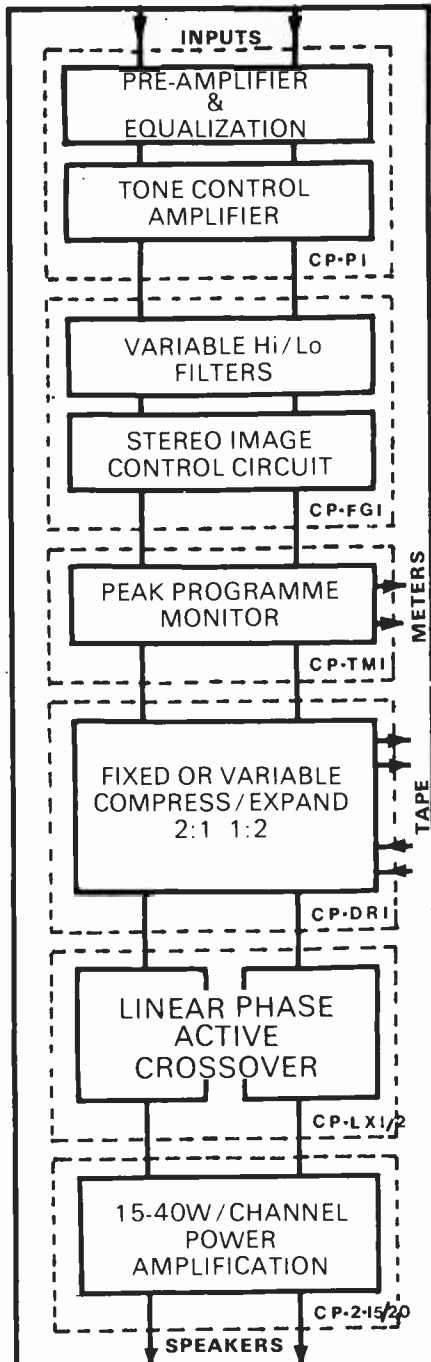 INPUTS
PRE-AMPLIFIER
&
EQUALIZATION
TONE CONTROL
AMPLIFIER
CP-P1
VARIABLE Hi/Lo
FILTERS
STEREO IMAGE
CONTROL CIRCUIT
CP-FG1
PEAK PROGRAMME
MONITOR
METERS
CP-TM1
FIXED OR VARIABLE
COMPRESS/EXPAND
2:1 1:2
TAPE
CP-DR1
LINEAR PHASE
ACTIVE
CROSSOVER
CP-LX1/2
15-40W/CHANNEL
POWER
AMPLIFICATION
CP-2-15/20
SPEAKERS